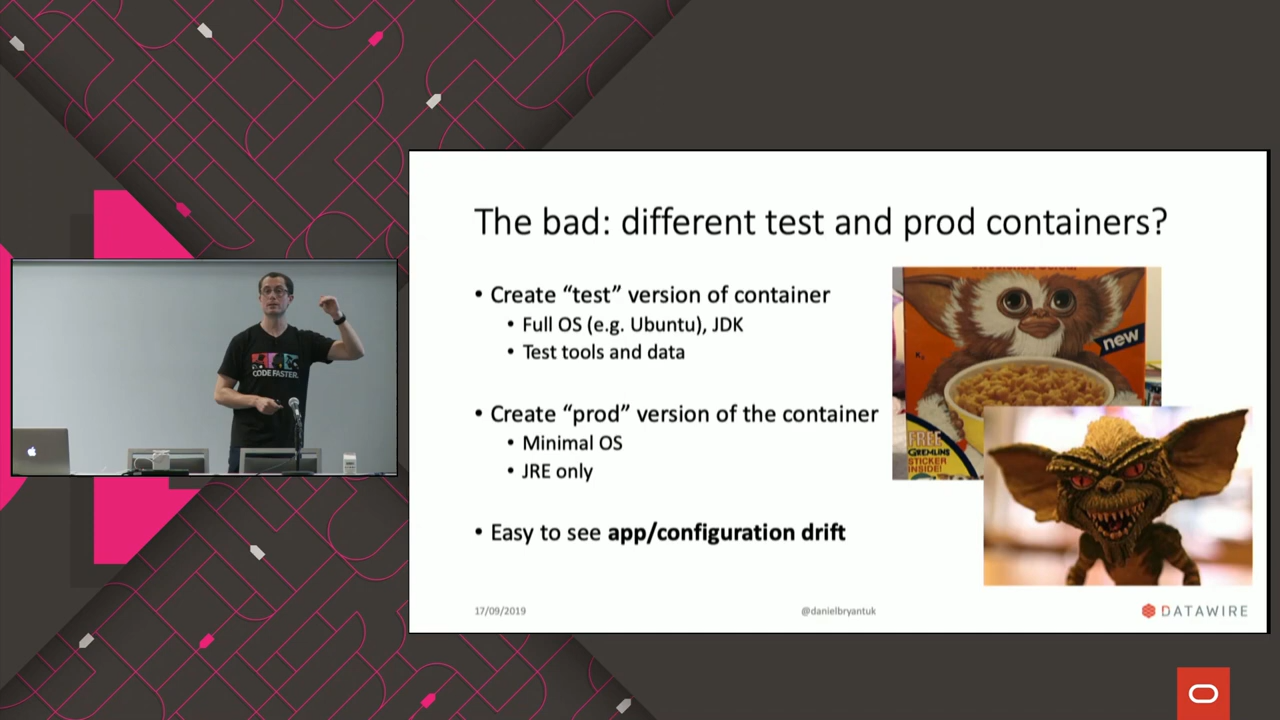 The bad: different test and prod containers?
• Create “test” version of container
• Full OS (e.g. Ubuntu), JDK
• Test tools and data
• Create “prod” version of the container
• Minimal OS
• JRE only
• Easy to see app/configuration drift
new
FREE
GREMLINS
STICKER
INSIDE!
CODE FASTER.
17/09/2019
@danielbryantuk
DATAWIRE